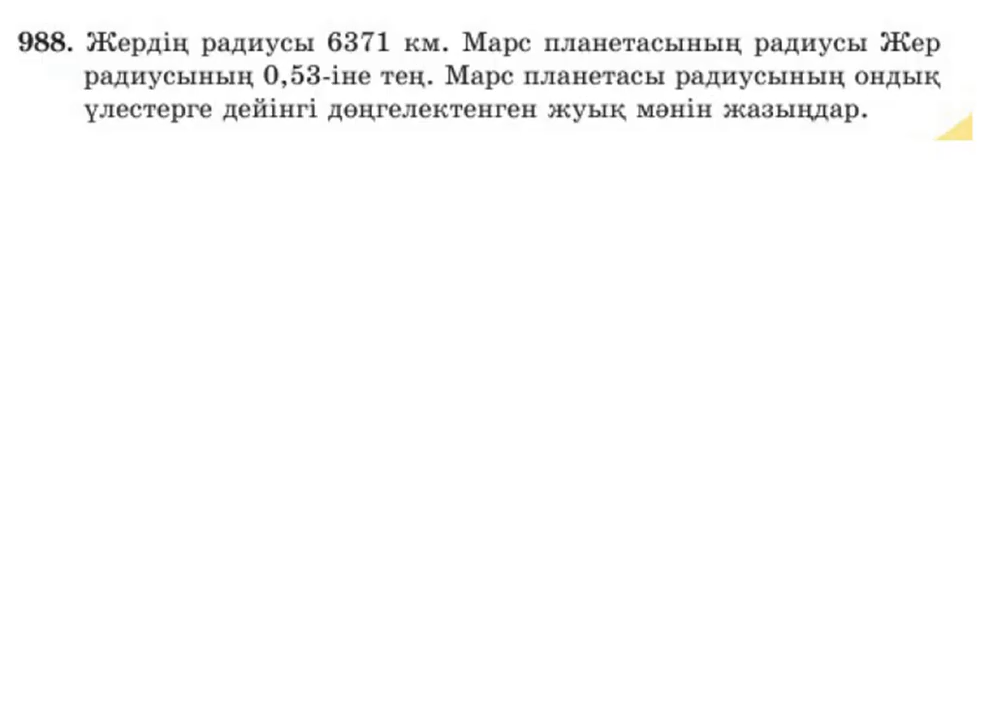 988. Жердің радиусы 6371 км. Марс планетасының радиусы Жер
радиусының 0,53-іне тең. Марс планетасы радиусының ондық
үлестерге дейінгі дөңгелектенген жуық мәнін жазыңдар.